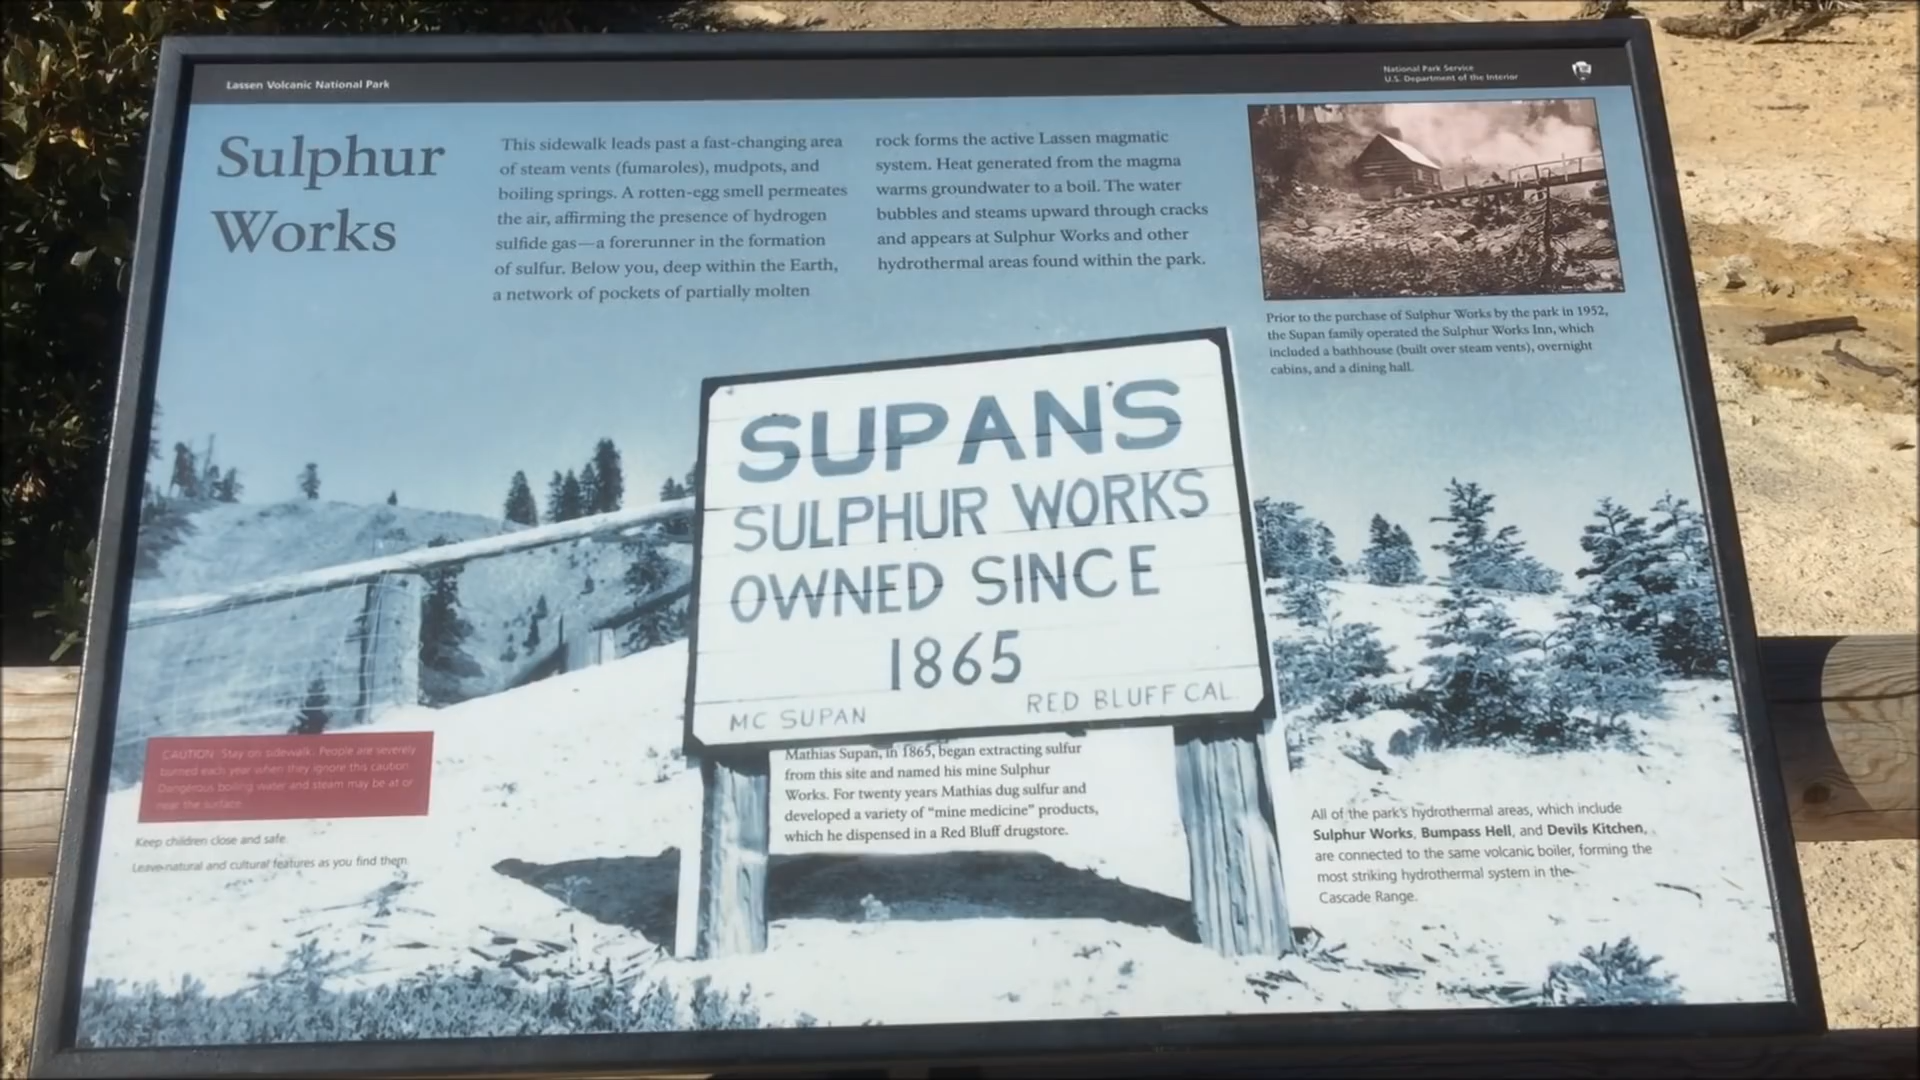 Lassen Volcanic National Park
National Park Service
U.S. Department of the Interior
Sulphur
Works
This sidewalk leads past a fast-changing area
of steam vents (fumaroles), mudpots, and
boiling springs. A rotten-egg smell permeates
the air, affirming the presence of hydrogen
sulfide gas—a forerunner in the formation
of sulfur. Below you, deep within the Earth,
a network of pockets of partially molten
rock forms the active Lassen magmatic
system. Heat generated from the magma
warms groundwater to a boil. The water
bubbles and steams upward through cracks
and appears at Sulphur Works and other
hydrothermal areas found within the park.
Prior to the purchase of Sulphur Works by the park in 1952,
the Supan family operated the Sulphur Works Inn, which
included a bathhouse (built over steam vents), overnight
cabins, and a dining hall.
SUPAN'S
SULPHUR WORKS
OWNED SINCE
1865
MC SUPAN
RED BLUFF CAL.
Mathias Supan, in 1865, began extracting sulfur
from this site and named his mine Sulphur
Works. For twenty years Mathias dug sulfur and
developed a variety of “mine medicine” products,
which he dispensed in a Red Bluff drugstore.
CAUTION: Stay on sidewalk. People are severely
burned each year when they ignore this caution.
Dangerous boiling water and steam may be at or
near the surface.
Keep children close and safe.
Leave natural and cultural features as you find them.
All of the park's hydrothermal areas, which include
Sulphur Works, Bumpass Hell, and Devils Kitchen,
are connected to the same volcanic boiler, forming the
most striking hydrothermal system in the
Cascade Range.